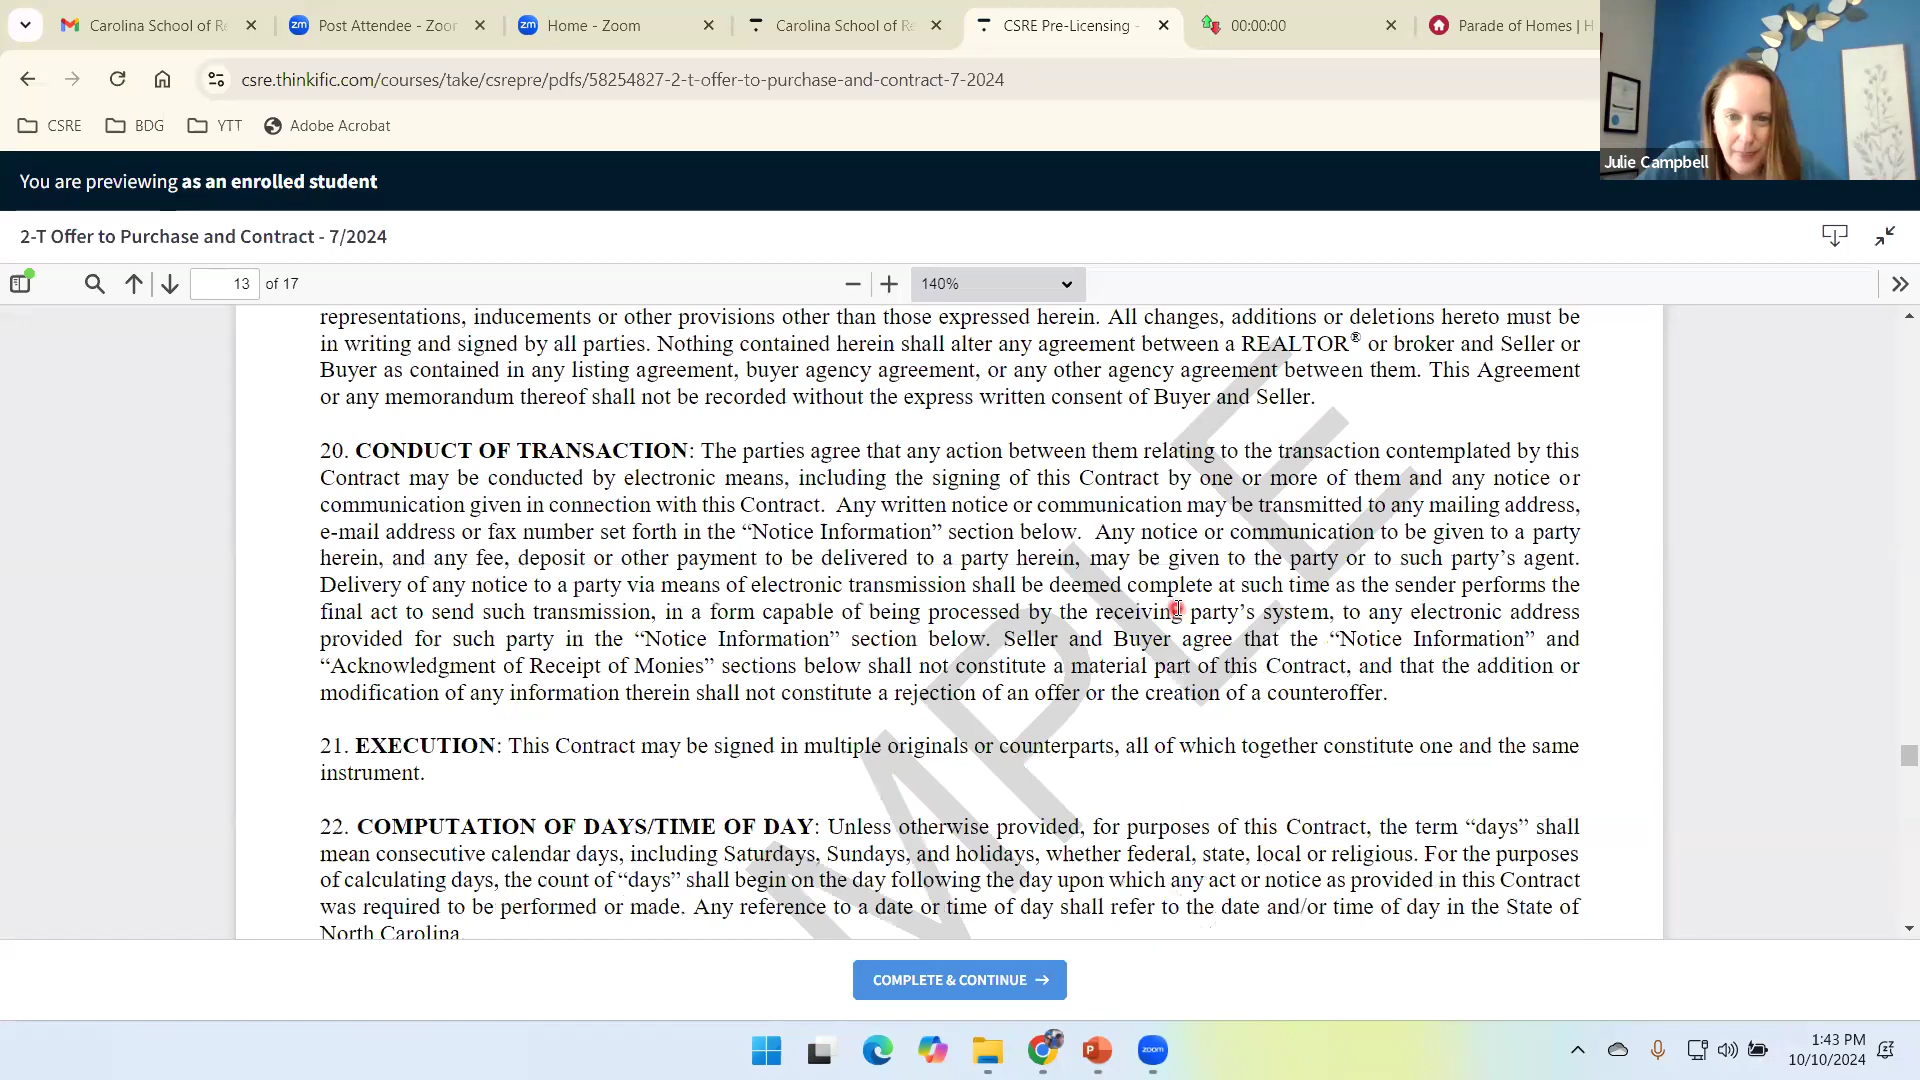 Carolina School of Re
Post Attendee - Zoom
Home - Zoom
Carolina School of Re
CSRE Pre-Licensing -
00:00:00
Parade of Homes | H
csre.thinkific.com/courses/take/csrepre/pdfs/58254827-2-t-offer-to-purchase-and-contract-7-2024
CSRE
BDG
YTT
Adobe Acrobat
Julie Campbell
You are previewing as an enrolled student
2-T Offer to Purchase and Contract - 7/2024
13 of 17
140%
representations, inducements or other provisions other than those expressed herein. All changes, additions or deletions hereto must be
in writing and signed by all parties. Nothing contained herein shall alter any agreement between a REALTOR® or broker and Seller or
Buyer as contained in any listing agreement, buyer agency agreement, or any other agency agreement between them. This Agreement
or any memorandum thereof shall not be recorded without the express written consent of Buyer and Seller.
20. CONDUCT OF TRANSACTION: The parties agree that any action between them relating to the transaction contemplated by this
Contract may be conducted by electronic means, including the signing of this Contract by one or more of them and any notice or
communication given in connection with this Contract. Any written notice or communication may be transmitted to any mailing address,
e-mail address or fax number set forth in the “Notice Information” section below. Any notice or communication to be given to a party
herein, and any fee, deposit or other payment to be delivered to a party herein, may be given to the party or to such party’s agent.
Delivery of any notice to a party via means of electronic transmission shall be deemed complete at such time as the sender performs the
final act to send such transmission, in a form capable of being processed by the receiving party’s system, to any electronic address
provided for such party in the “Notice Information” section below. Seller and Buyer agree that the “Notice Information” and
“Acknowledgment of Receipt of Monies” sections below shall not constitute a material part of this Contract, and that the addition or
modification of any information therein shall not constitute a rejection of an offer or the creation of a counteroffer.
21. EXECUTION: This Contract may be signed in multiple originals or counterparts, all of which together constitute one and the same
instrument.
22. COMPUTATION OF DAYS/TIME OF DAY: Unless otherwise provided, for purposes of this Contract, the term “days” shall
mean consecutive calendar days, including Saturdays, Sundays, and holidays, whether federal, state, local or religious. For the purposes
of calculating days, the count of “days” shall begin on the day following the day upon which any act or notice as provided in this Contract
was required to be performed or made. Any reference to a date or time of day shall refer to the date and/or time of day in the State of
North Carolina.
MPLE
COMPLETE & CONTINUE →
zoom
1:43 PM
10/10/2024